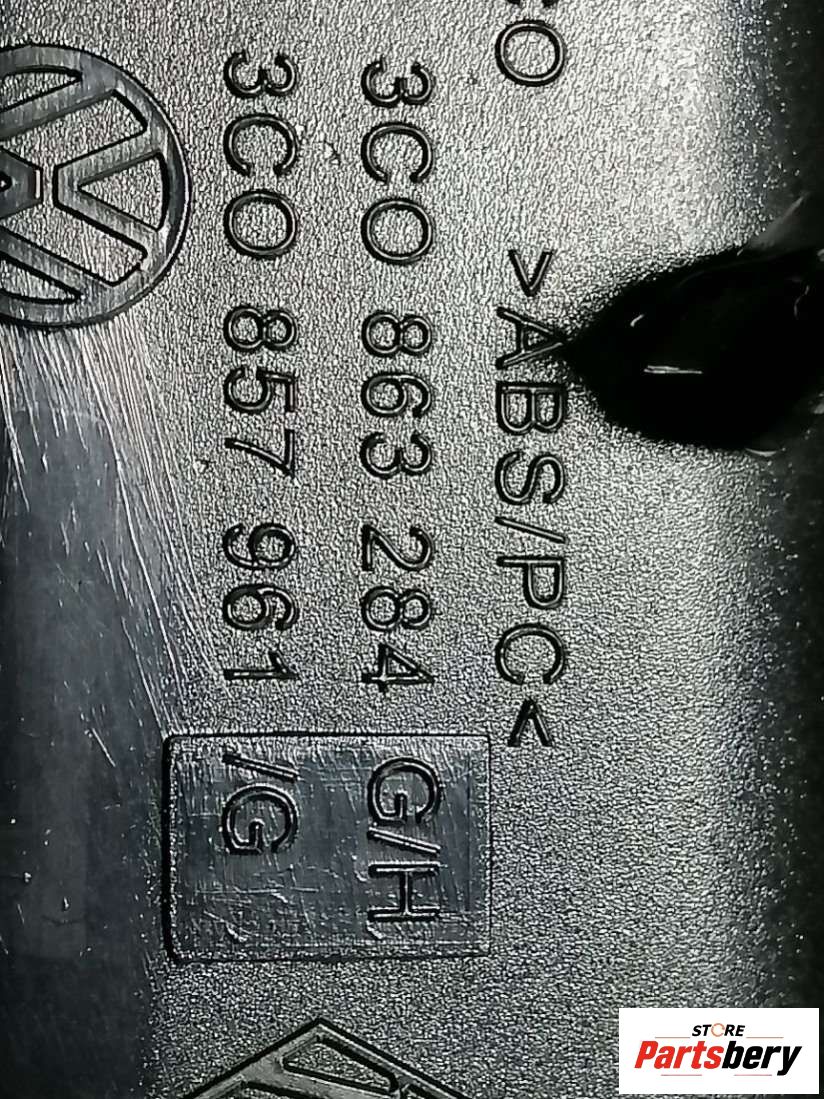 >ABS/PC<
3C0 863 284 G/H
3C0 857 961 /G
STORE
Partsbery